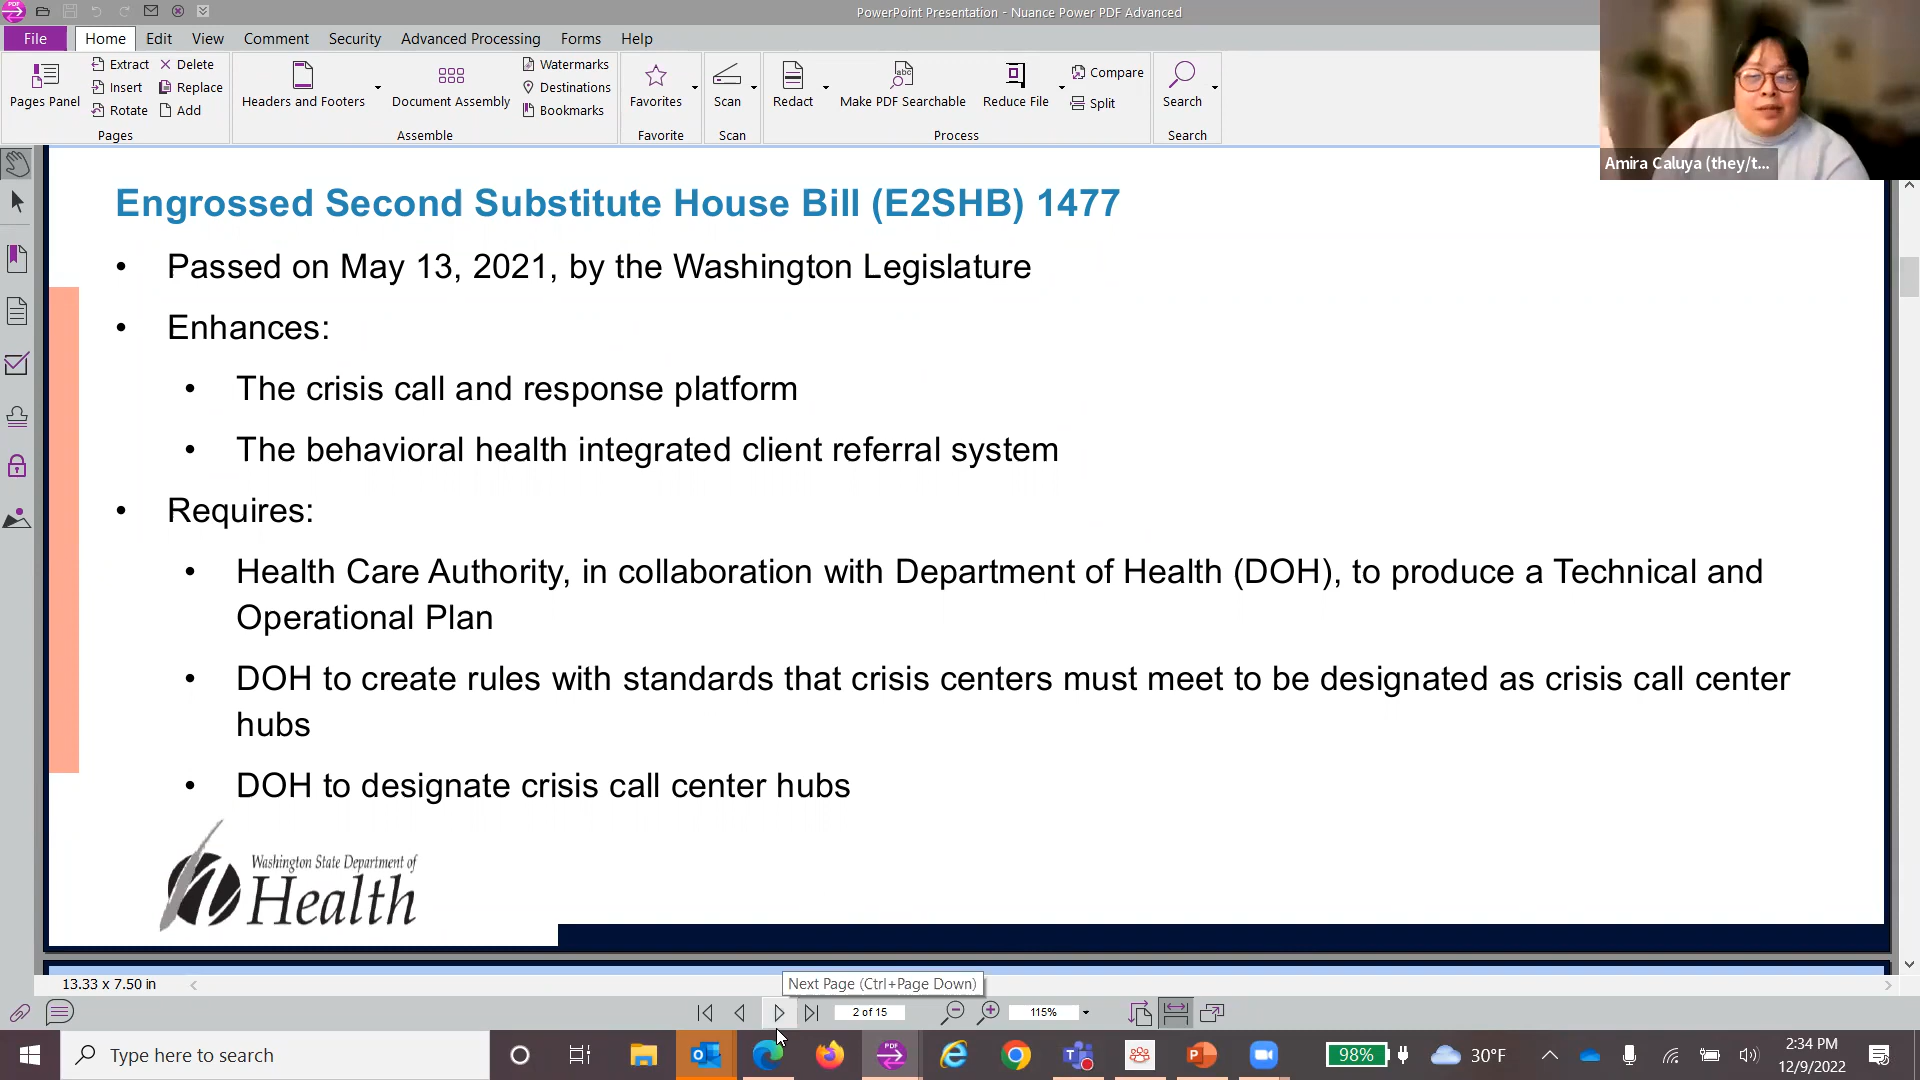 PowerPoint Presentation - Nuance Power PDF Advanced
File Home Edit View Comment Security Advanced Processing Forms Help
Pages Panel
Extract Delete
Insert Replace
Rotate Add
Pages
Headers and Footers
Document Assembly
Watermarks
Destinations
Bookmarks
Assemble
Favorites
Favorite
Scan
Scan
Redact
Make PDF Searchable
Reduce File
Compare
Split
Process
Search
Search
Amira Caluya (they/t...
Engrossed Second Substitute House Bill (E2SHB) 1477
• Passed on May 13, 2021, by the Washington Legislature
• Enhances:
• The crisis call and response platform
• The behavioral health integrated client referral system
• Requires:
• Health Care Authority, in collaboration with Department of Health (DOH), to produce a Technical and
Operational Plan
• DOH to create rules with standards that crisis centers must meet to be designated as crisis call center
hubs
• DOH to designate crisis call center hubs
Washington State Department of
Health
13.33 x 7.50 in
Next Page (Ctrl+Page Down)
2 of 15
115%
Type here to search
98%
30°F
2:34 PM
12/9/2022